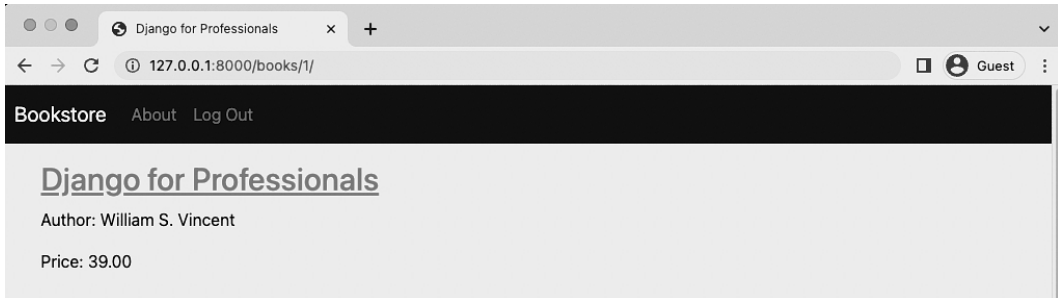 Django for Professionals
127.0.0.1:8000/books/1/ Guest
Bookstore About Log Out
Django for Professionals
Author: William S. Vincent
Price: 39.00